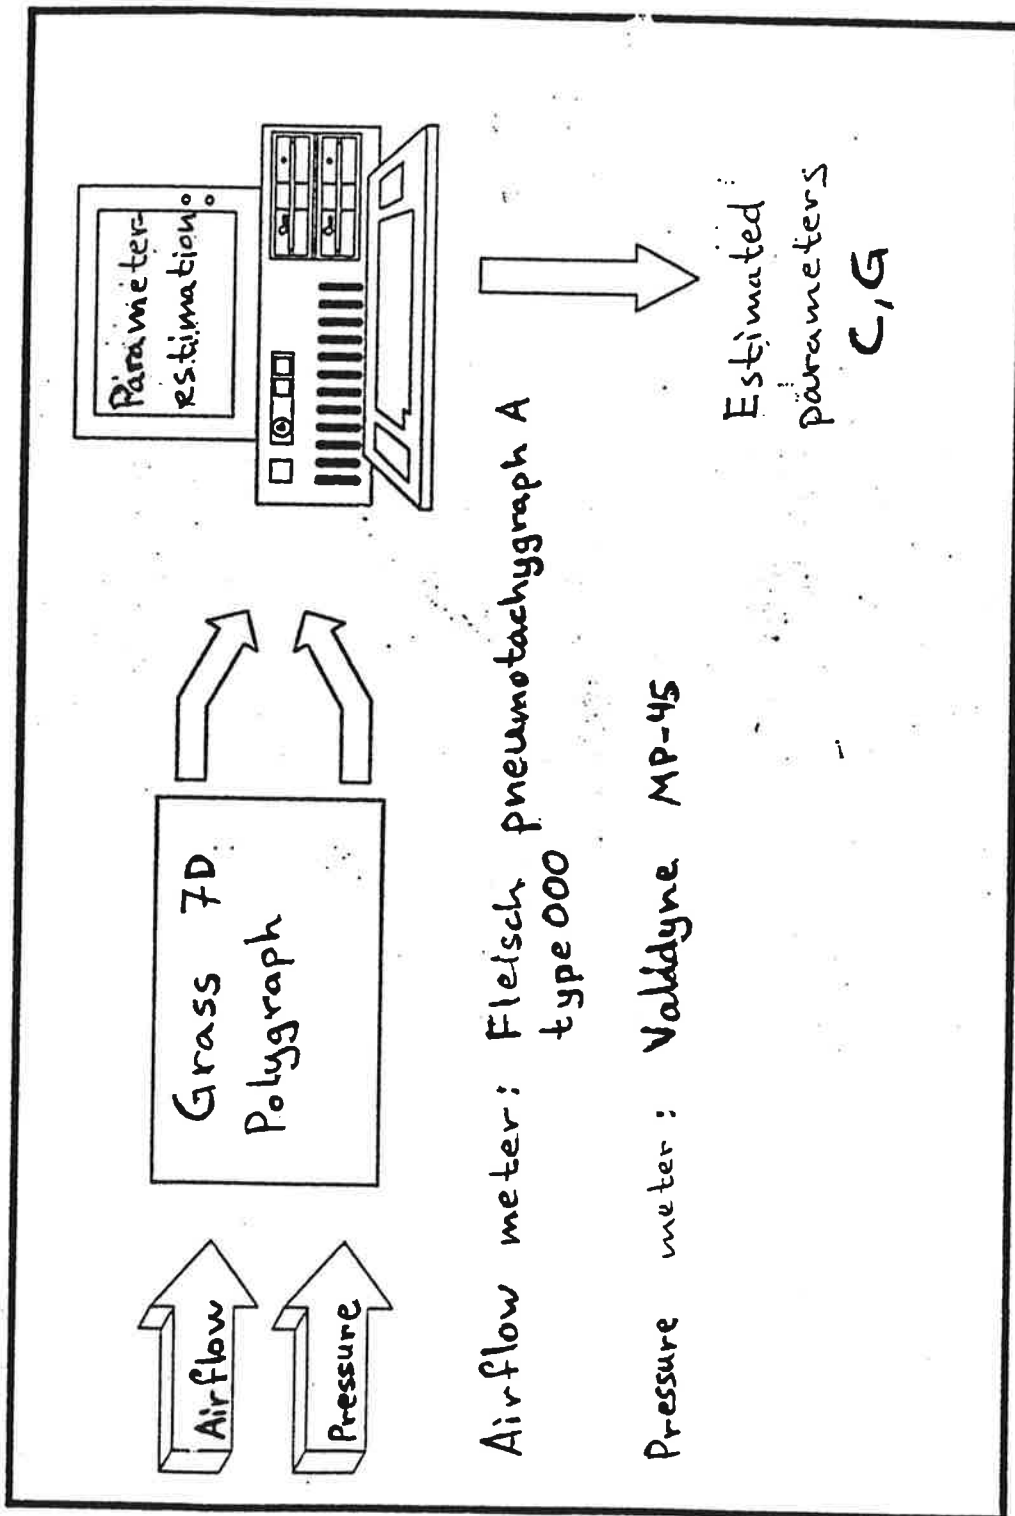 Airflow
Pressure
Grass 7D
Polygraph
Parameter-
estimation
Airflow meter: Fleisch pneumotachygraph A
type 000
Pressure meter: Validyne MP-45
Estimated
parameters
C, G